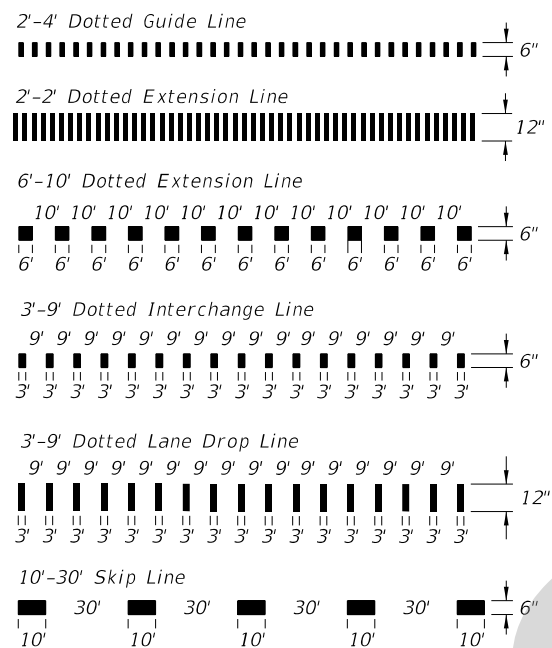 2'-4' Dotted Guide Line
6"
2'-2' Dotted Extension Line
12"
6'-10' Dotted Extension Line
10' 10' 10' 10' 10' 10' 10' 10' 10' 10' 10' 10'
6"
6' 6' 6' 6' 6' 6' 6' 6' 6' 6' 6' 6' 6'
3'-9' Dotted Interchange Line
9' 9' 9' 9' 9' 9' 9' 9' 9' 9' 9' 9' 9' 9' 9' 9'
6"
3' 3' 3' 3' 3' 3' 3' 3' 3' 3' 3' 3' 3' 3' 3' 3' 3'
3'-9' Dotted Lane Drop Line
9' 9' 9' 9' 9' 9' 9' 9' 9' 9' 9' 9' 9' 9' 9' 9'
12"
3' 3' 3' 3' 3' 3' 3' 3' 3' 3' 3' 3' 3' 3' 3' 3' 3'
10'-30' Skip Line
30' 30' 30' 30' 6"
10' 10' 10' 10' 10'